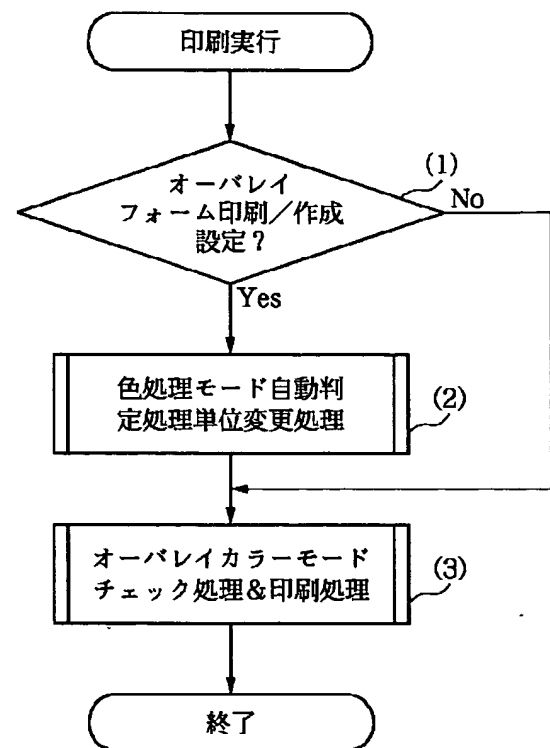 印刷実行
(1)
オーバレイ
フォーム印刷／作成
設定？
No
Yes
色処理モード自動判
定処理単位変更処理
(2)
オーバレイカラーモード
チェック処理&印刷処理
(3)
終了